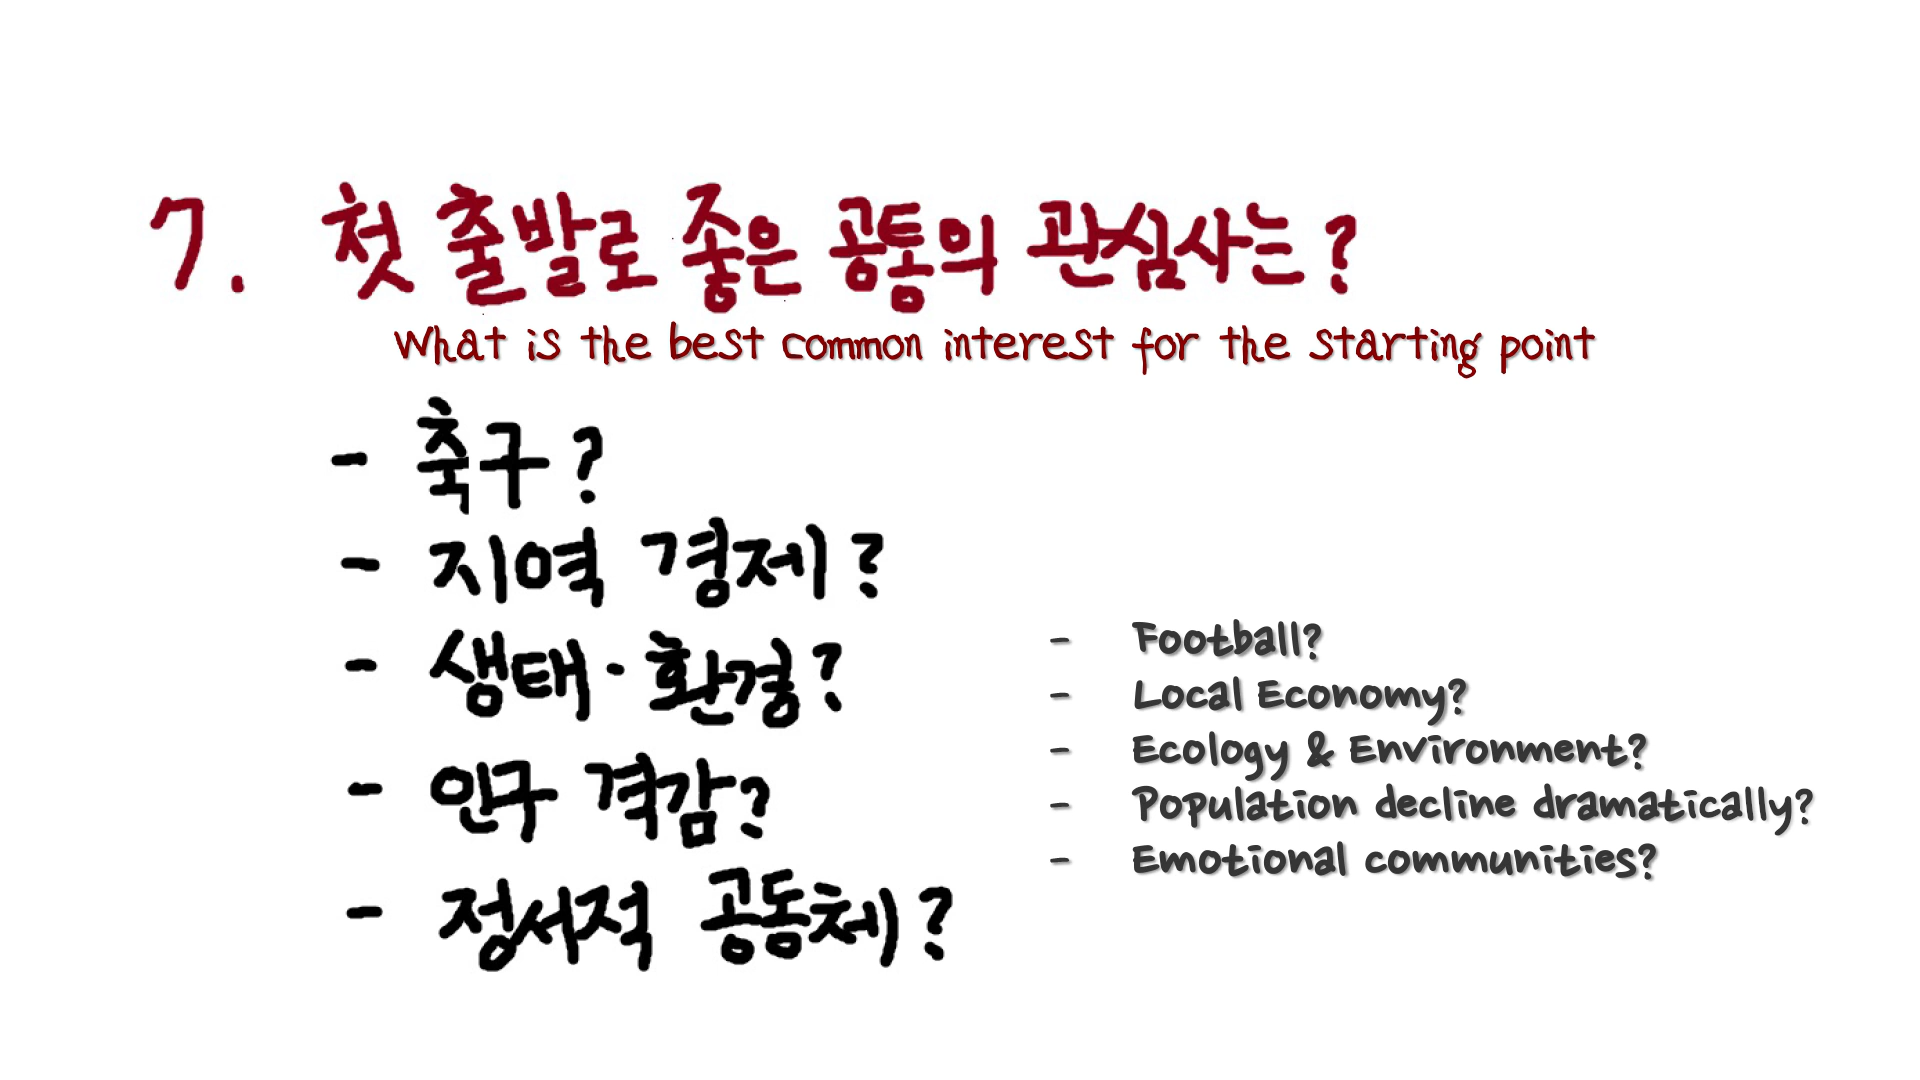 7. 첫 출발로 좋은 공통의 관심사는?
What is the best common interest for the starting point
- 축구?
- 지역 경제?
- 생태·환경?
- 인구 격감?
- 정서적 공동체?
- Football?
- Local Economy?
- Ecology & Environment?
- Population decline dramatically?
- Emotional communities?